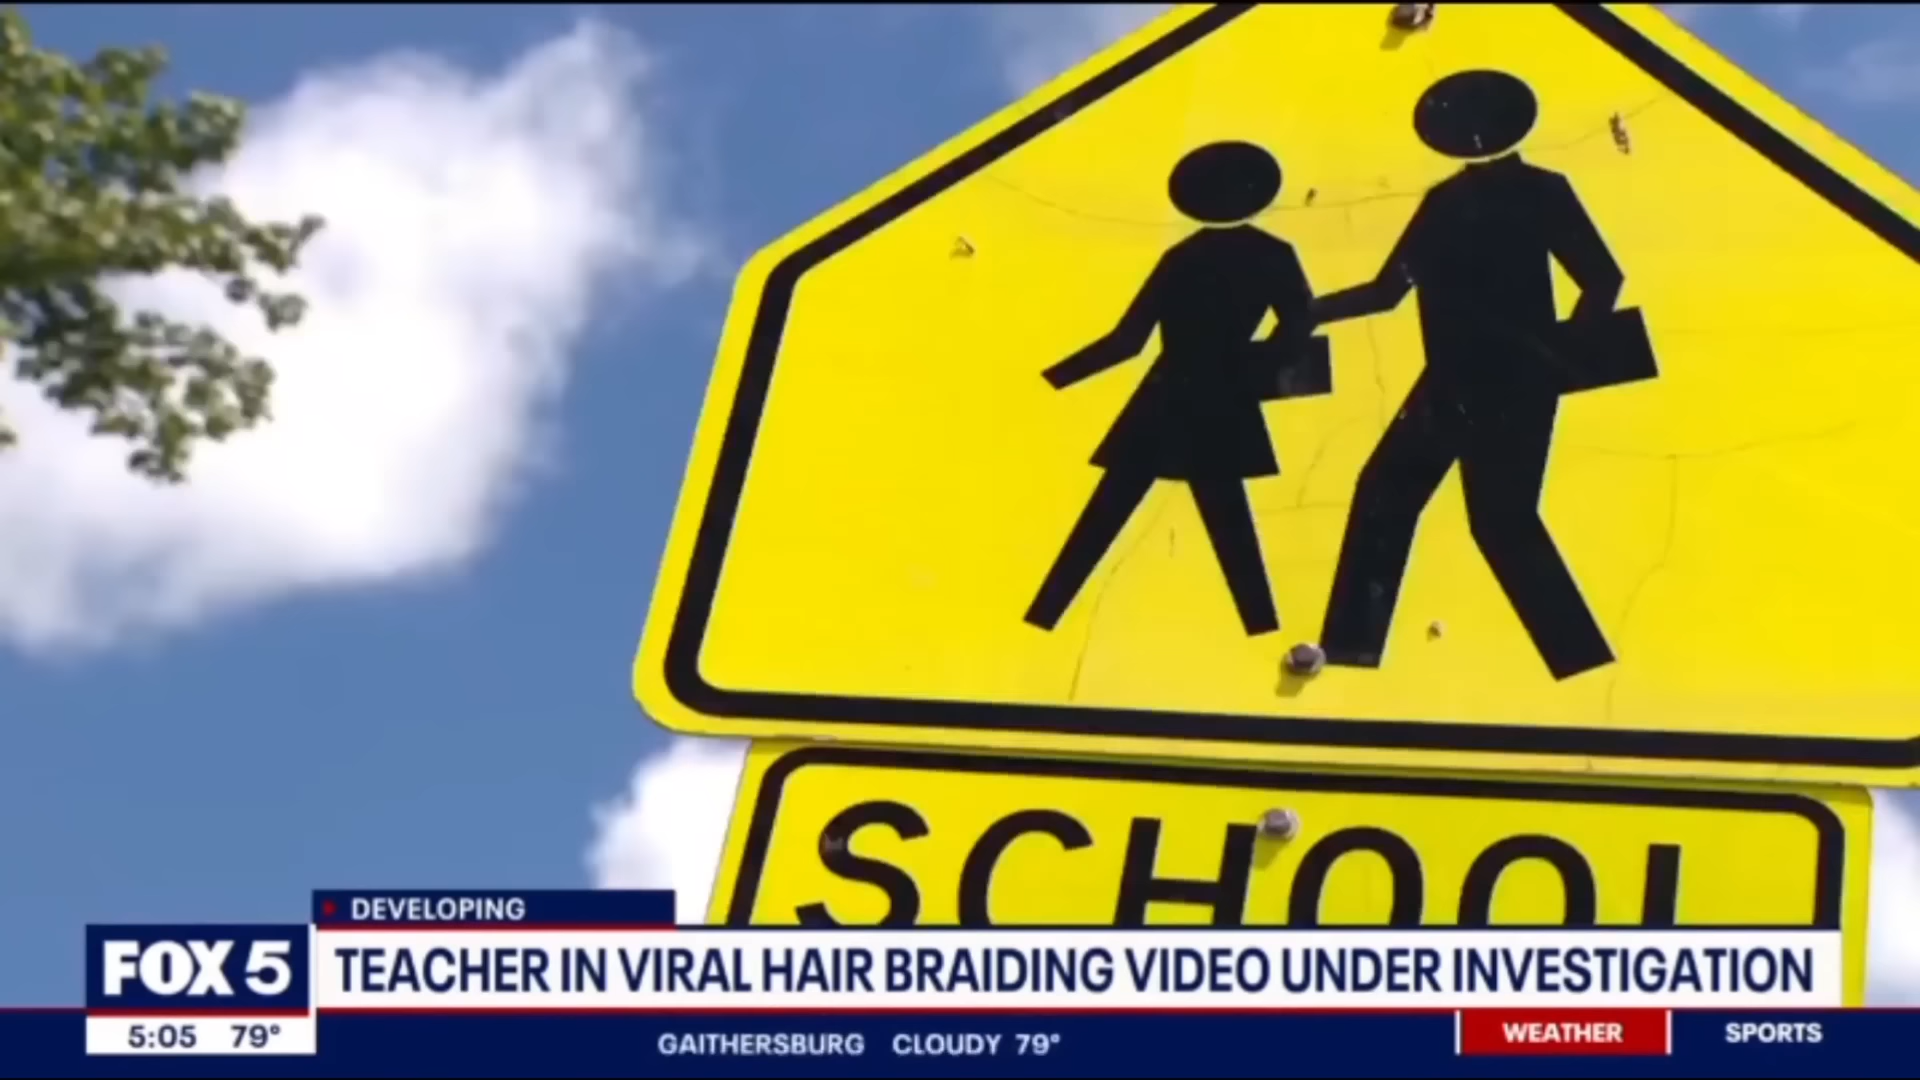 SCHOOL
DEVELOPING
FOX 5
TEACHER IN VIRAL HAIR BRAIDING VIDEO UNDER INVESTIGATION
5:05 79°
GAITHERSBURG CLOUDY 79°
WEATHER
SPORTS